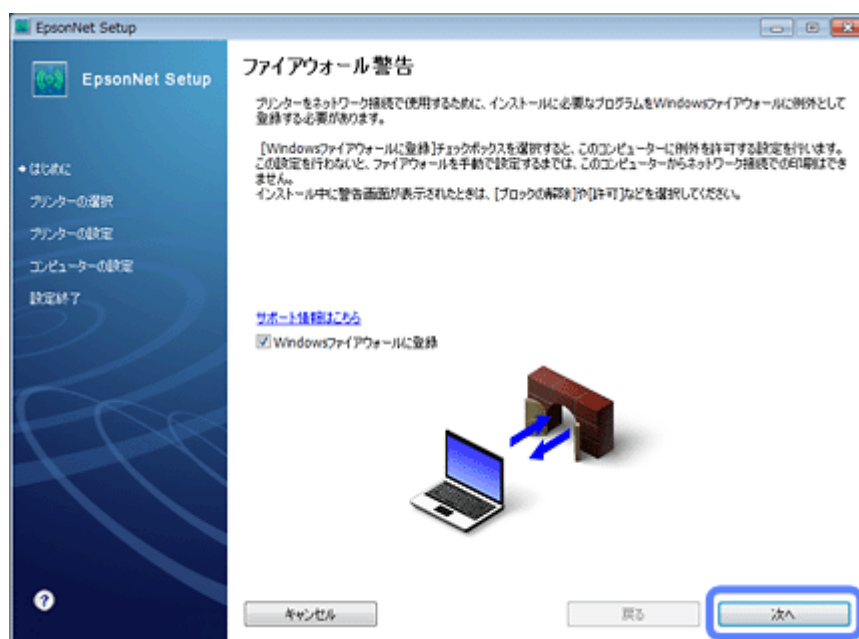 EpsonNet Setup
EpsonNet Setup
はじめに
プリンターの選択
プリンターの設定
コンピューターの設定
設定終了
ファイアウォール警告
プリンターをネットワーク接続で使用するために、インストールに必要なプログラムをWindowsファイアウォールに例外として
登録する必要があります。
[Windowsファイアウォールに登録]チェックボックスを選択すると、このコンピューターに例外を許可する設定を行います。
この設定を行わないと、ファイアウォールを手動で設定するまでは、このコンピューターからネットワーク接続での印刷はでき
ません。
インストール中に警告画面が表示されたときは、[ブロックの解除]や[許可]などを選択してください。
サポート情報はこちら
Windowsファイアウォールに登録
?
キャンセル
戻る
次へ